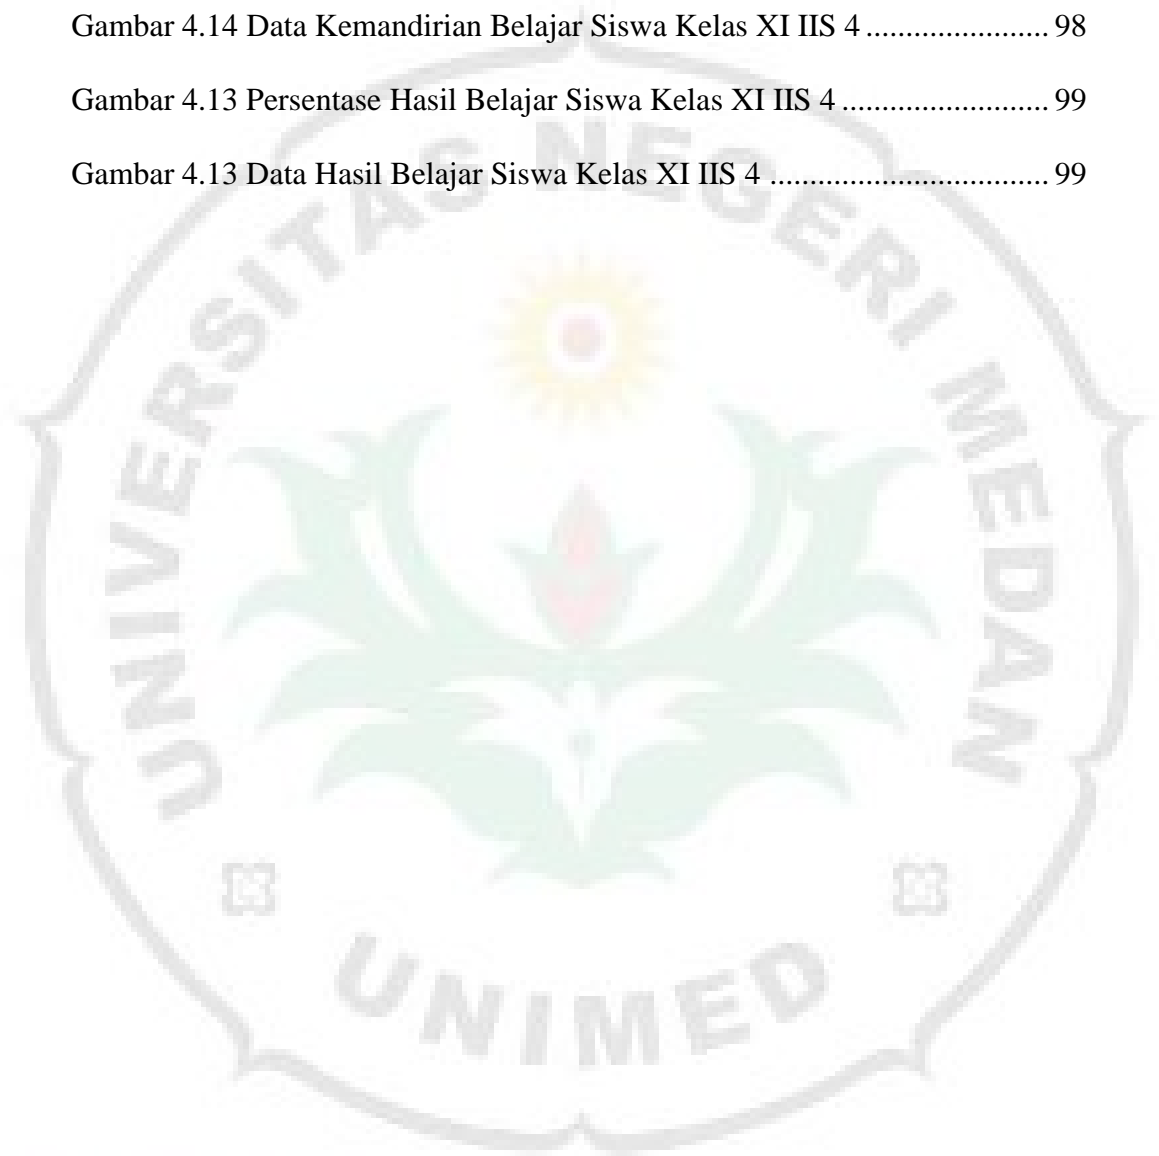 Gambar 4.14 Data Kemandirian Belajar Siswa Kelas XI IIS 4 ....................... 98
Gambar 4.13 Persentase Hasil Belajar Siswa Kelas XI IIS 4 .......................... 99
Gambar 4.13 Data Hasil Belajar Siswa Kelas XI IIS 4 ................................... 99
UNIVERSITAS NEGERI MEDAN
UNIMED